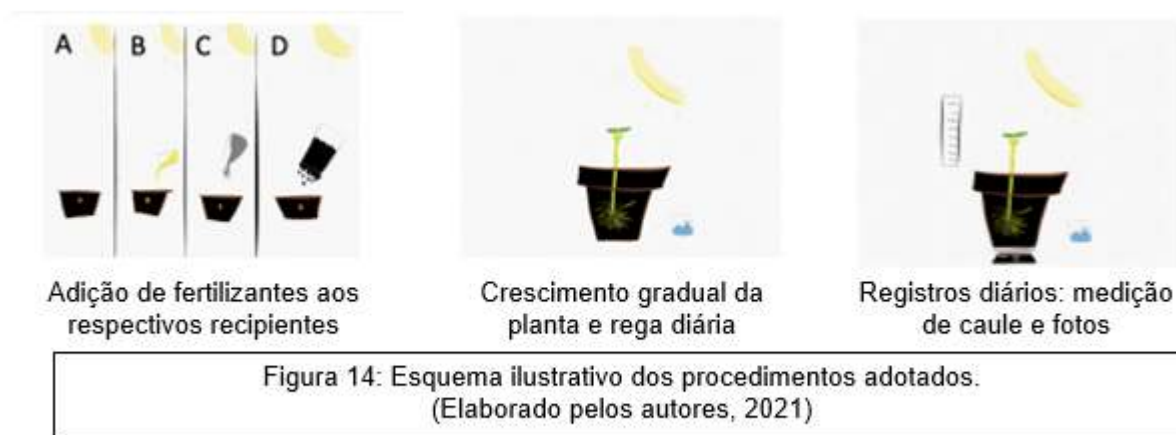 A B C D
Adição de fertilizantes aos
respectivos recipientes
Crescimento gradual da
planta e rega diária
Registros diários: medição
de caule e fotos
Figura 14: Esquema ilustrativo dos procedimentos adotados.
(Elaborado pelos autores, 2021)